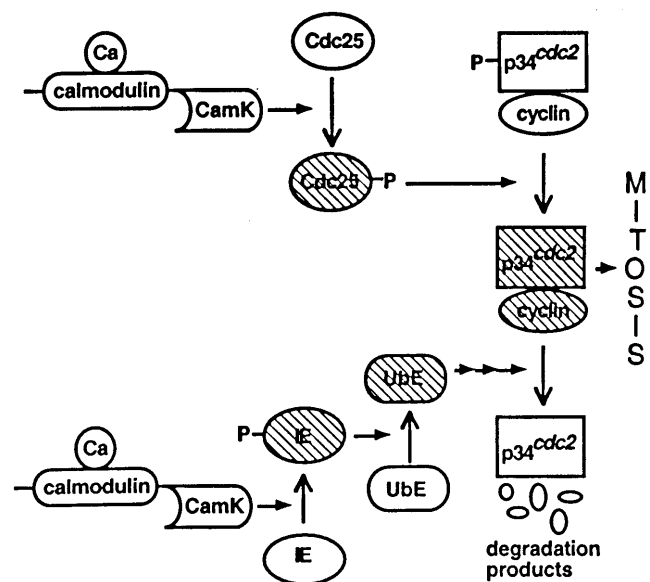 Ca
calmodulin
CamK
Cdc25
P
p34cdc2
cyclin
Cdc25
P
p34cdc2
cyclin
MITOSIS
UbE
P
IE
Ca
calmodulin
CamK
UbE
IE
p34cdc2
degradation
products